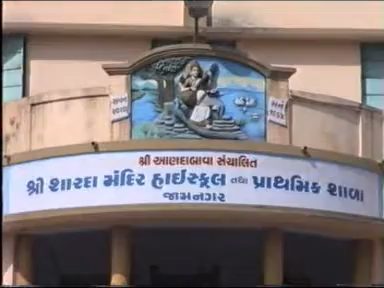 શ્રી આણદાબાવા સંચાલિત
શ્રી શારદા મંદિર હાઈસ્કૂલ તથા પ્રાથમિક શાળા
જામનગર